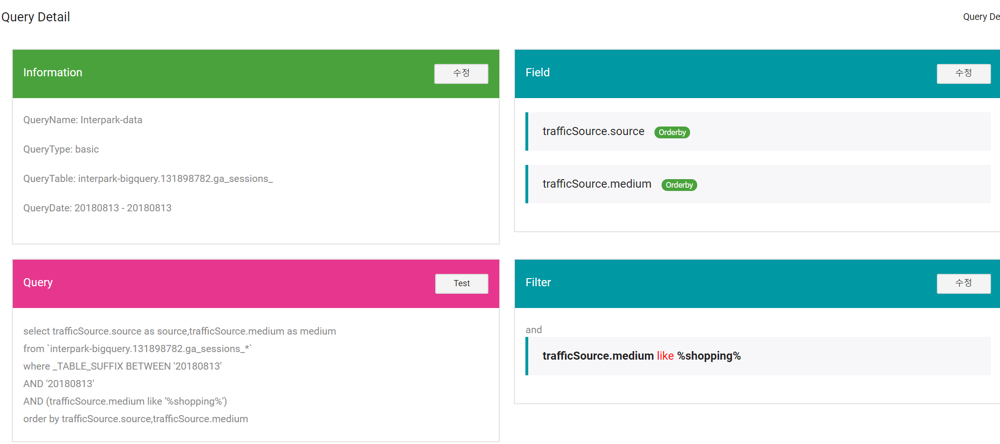 Query Detail
Query De
Information
수정
QueryName: Interpark-data
QueryType: basic
QueryTable: interpark-bigquery.131898782.ga_sessions_
QueryDate: 20180813 - 20180813
Field
수정
trafficSource.source Orderby
trafficSource.medium Orderby
Query
Test
select trafficSource.source as source,trafficSource.medium as medium
from `interpark-bigquery.131898782.ga_sessions_*`
where _TABLE_SUFFIX BETWEEN '20180813'
AND '20180813'
AND (trafficSource.medium like '%shopping%')
order by trafficSource.source,trafficSource.medium
Filter
수정
and
trafficSource.medium like %shopping%